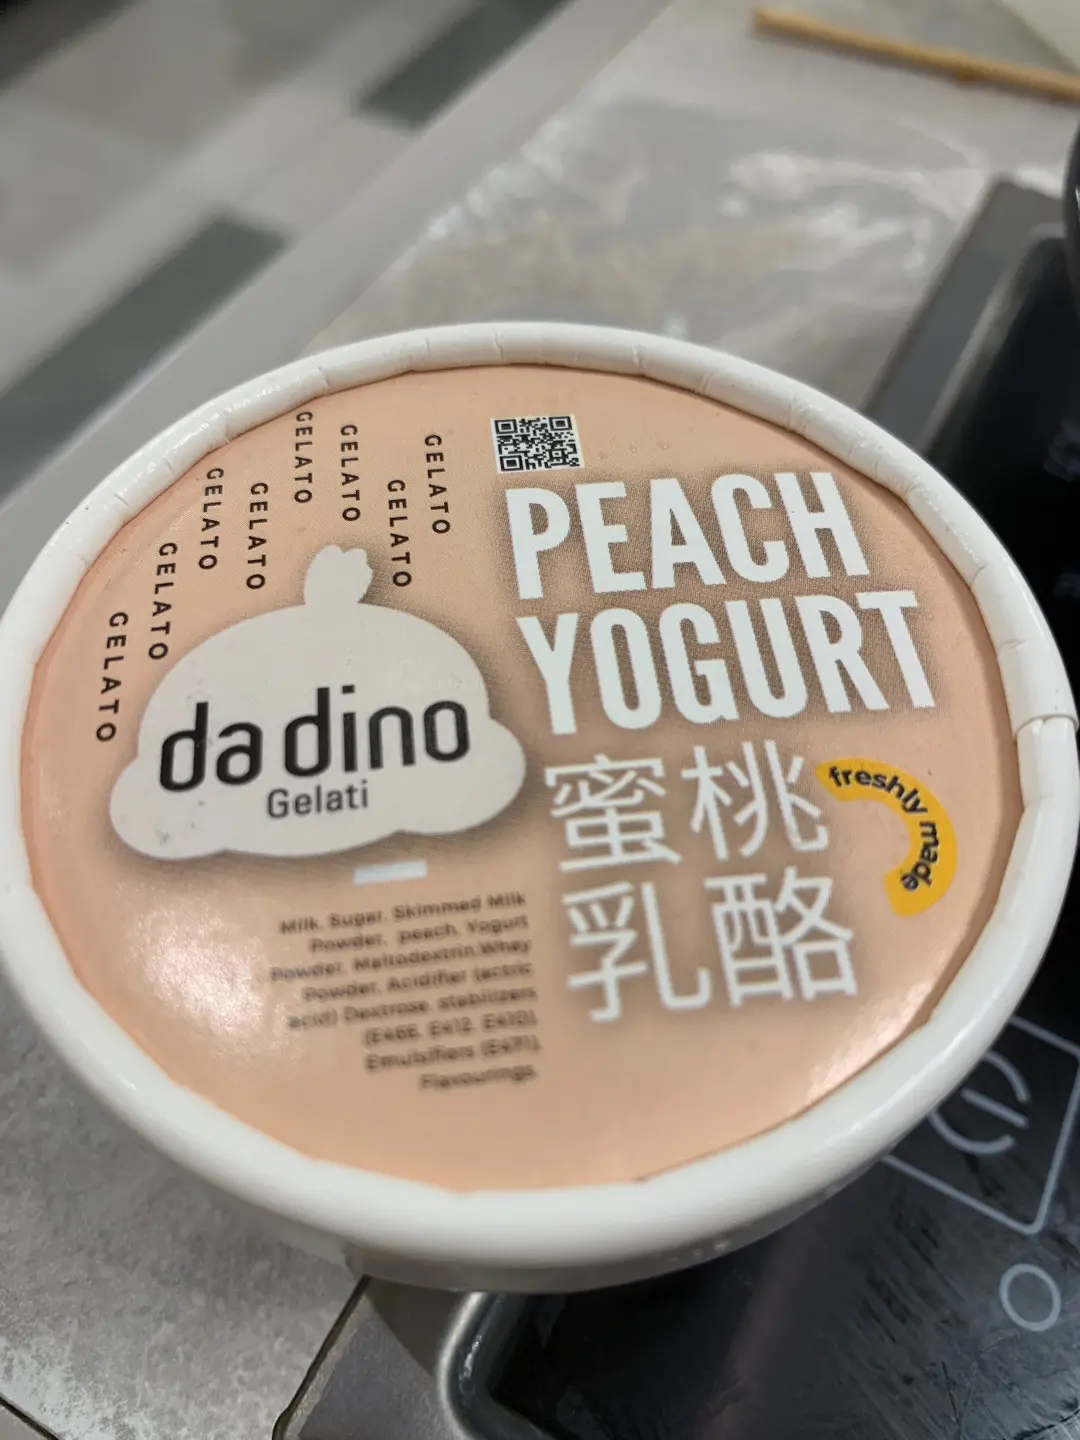 GELATO
GELATO
GELATO
GELATO
GELATO
GELATO
GELATO
GELATO
da dino
Gelati
PEACH
YOGURT
蜜桃
乳酪
freshly made
Milk, Sugar, Skimmed Milk
Powder, peach, Yogurt
Powder, Maltodextrin,Whey
Powder, Acidifier (actric
acid) Dextrose, stabilizers
(E466, E412, E410),
Emulsifiers (E471),
Flavourings.